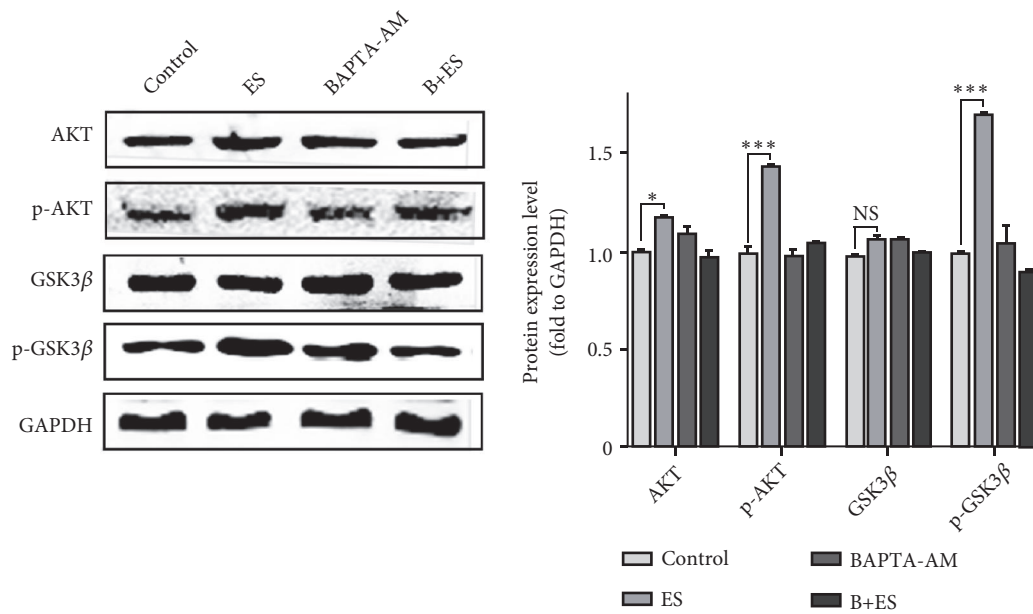 Control
ES
BAPTA-AM
B+ES
AKT
p-AKT
GSK3β
p-GSK3β
GAPDH
Protein expression level
(fold to GAPDH)
1.5
1.0
0.5
0
*
***
NS
***
AKT
p-AKT
GSK3β
p-GSK3β
Control
BAPTA-AM
ES
B+ES